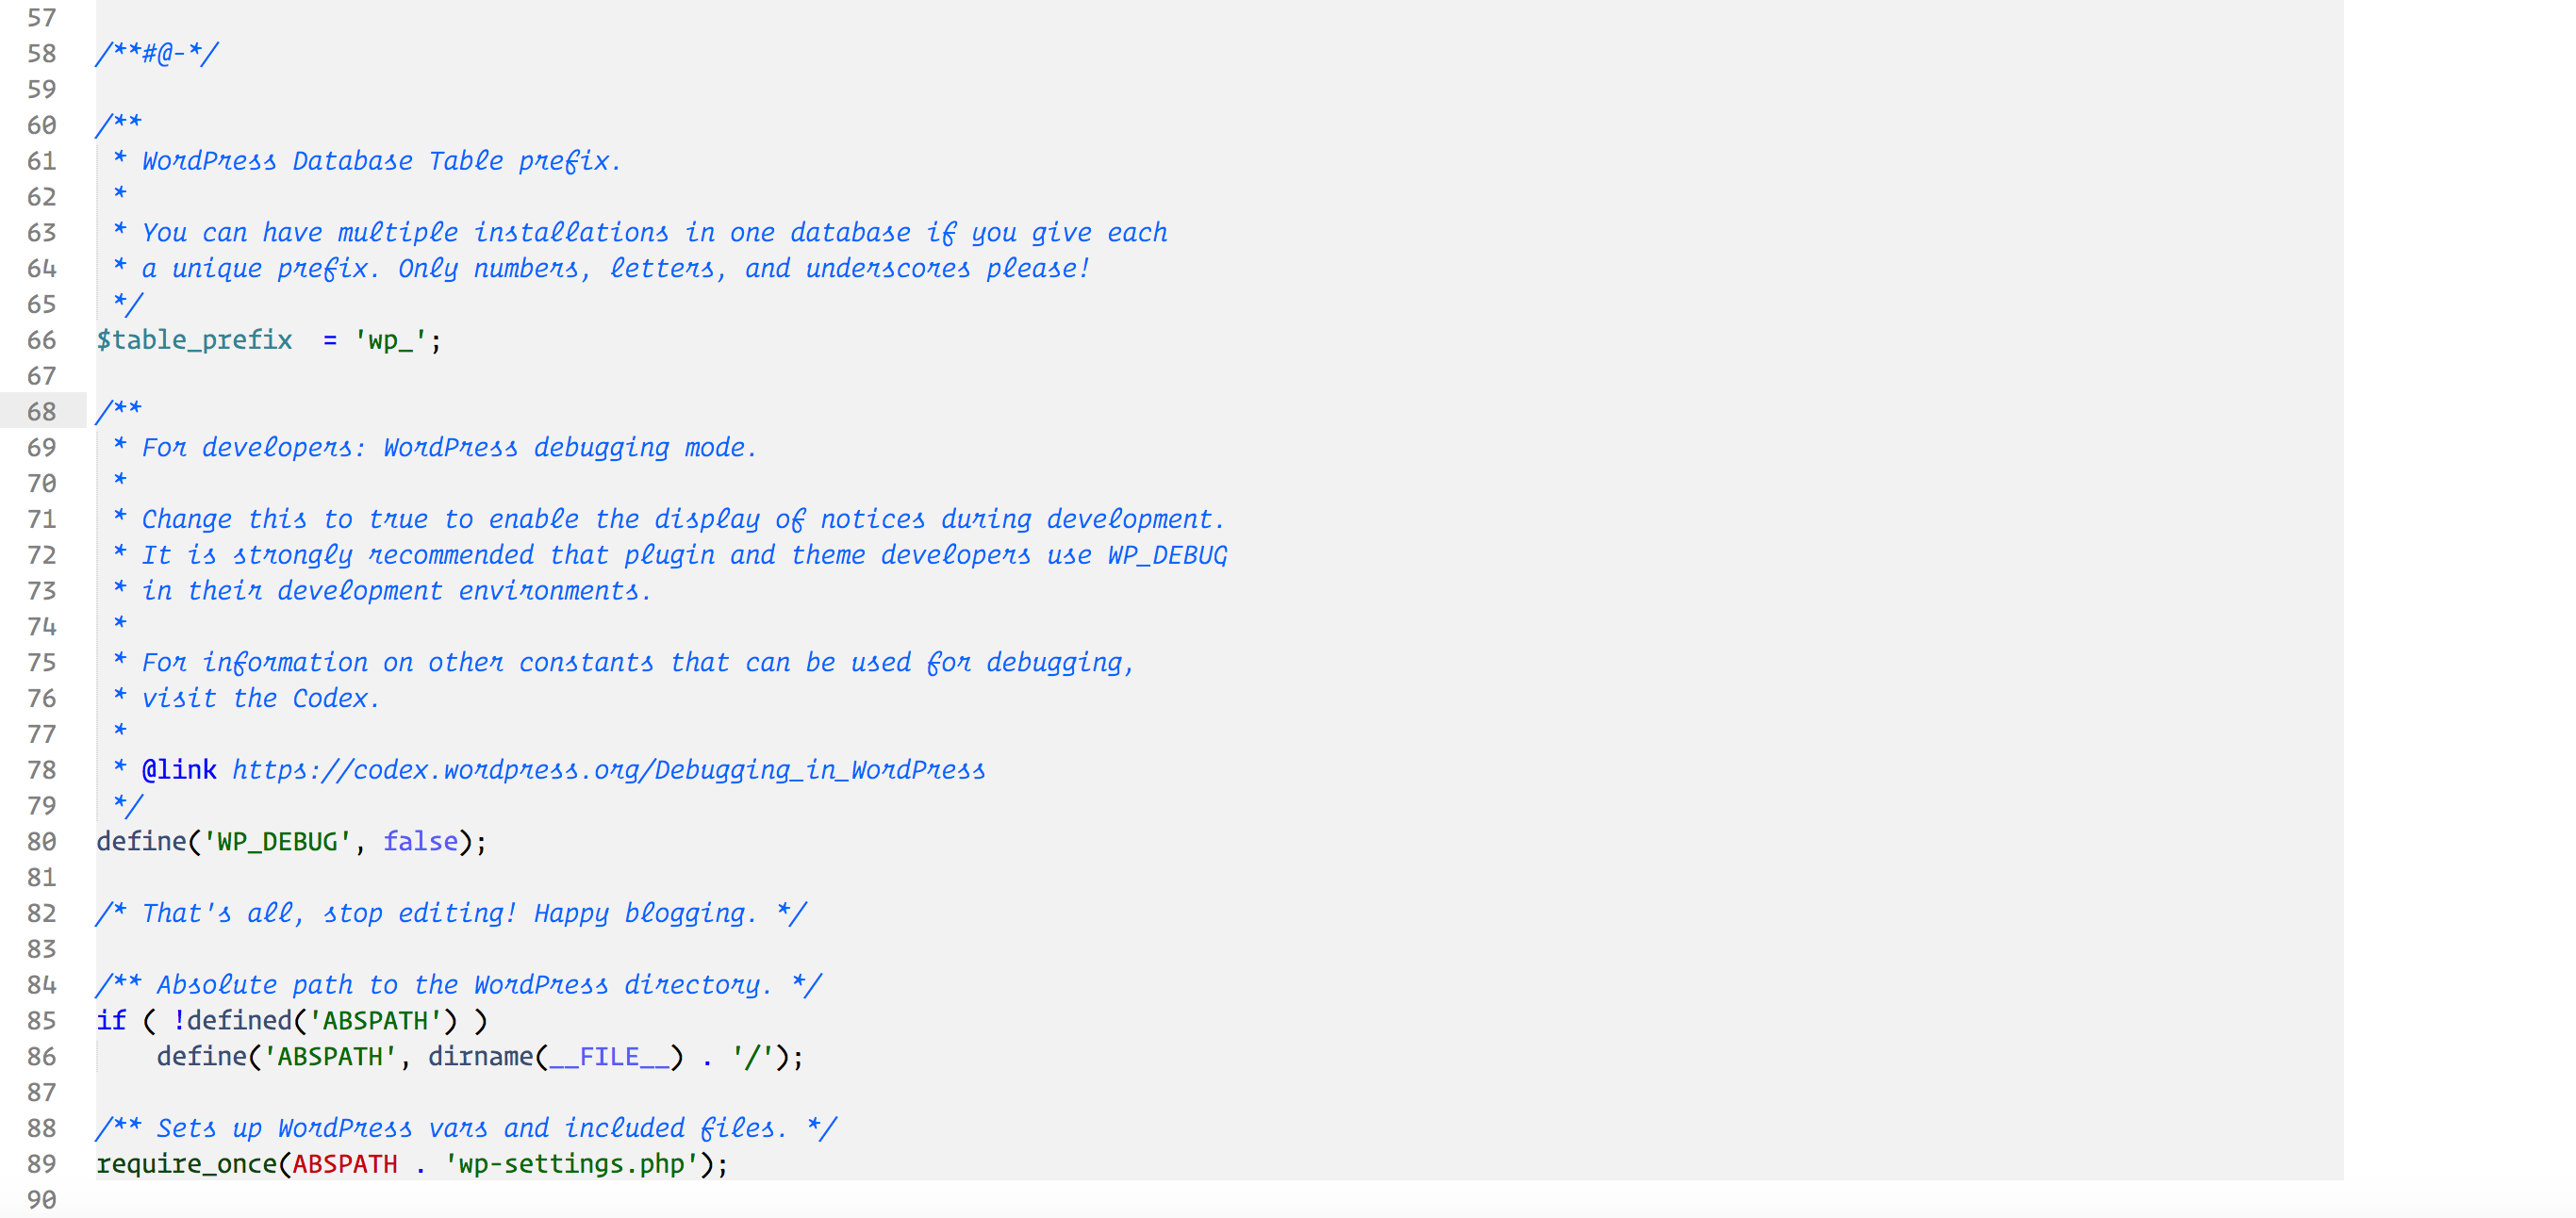 57
58 /**#@-*/
59
60 /**
61  * WordPress Database Table prefix.
62  *
63  * You can have multiple installations in one database if you give each
64  * a unique prefix. Only numbers, letters, and underscores please!
65  */
66 $table_prefix  = 'wp_';
67
68 /**
69  * For developers: WordPress debugging mode.
70  *
71  * Change this to true to enable the display of notices during development.
72  * It is strongly recommended that plugin and theme developers use WP_DEBUG
73  * in their development environments.
74  *
75  * For information on other constants that can be used for debugging,
76  * visit the Codex.
77  *
78  * @link https://codex.wordpress.org/Debugging_in_WordPress
79  */
80 define('WP_DEBUG', false);
81
82 /* That's all, stop editing! Happy blogging. */
83
84 /** Absolute path to the WordPress directory. */
85 if ( !defined('ABSPATH') )
86     define('ABSPATH', dirname(__FILE__) . '/');
87
88 /** Sets up WordPress vars and included files. */
89 require_once(ABSPATH . 'wp-settings.php');
90